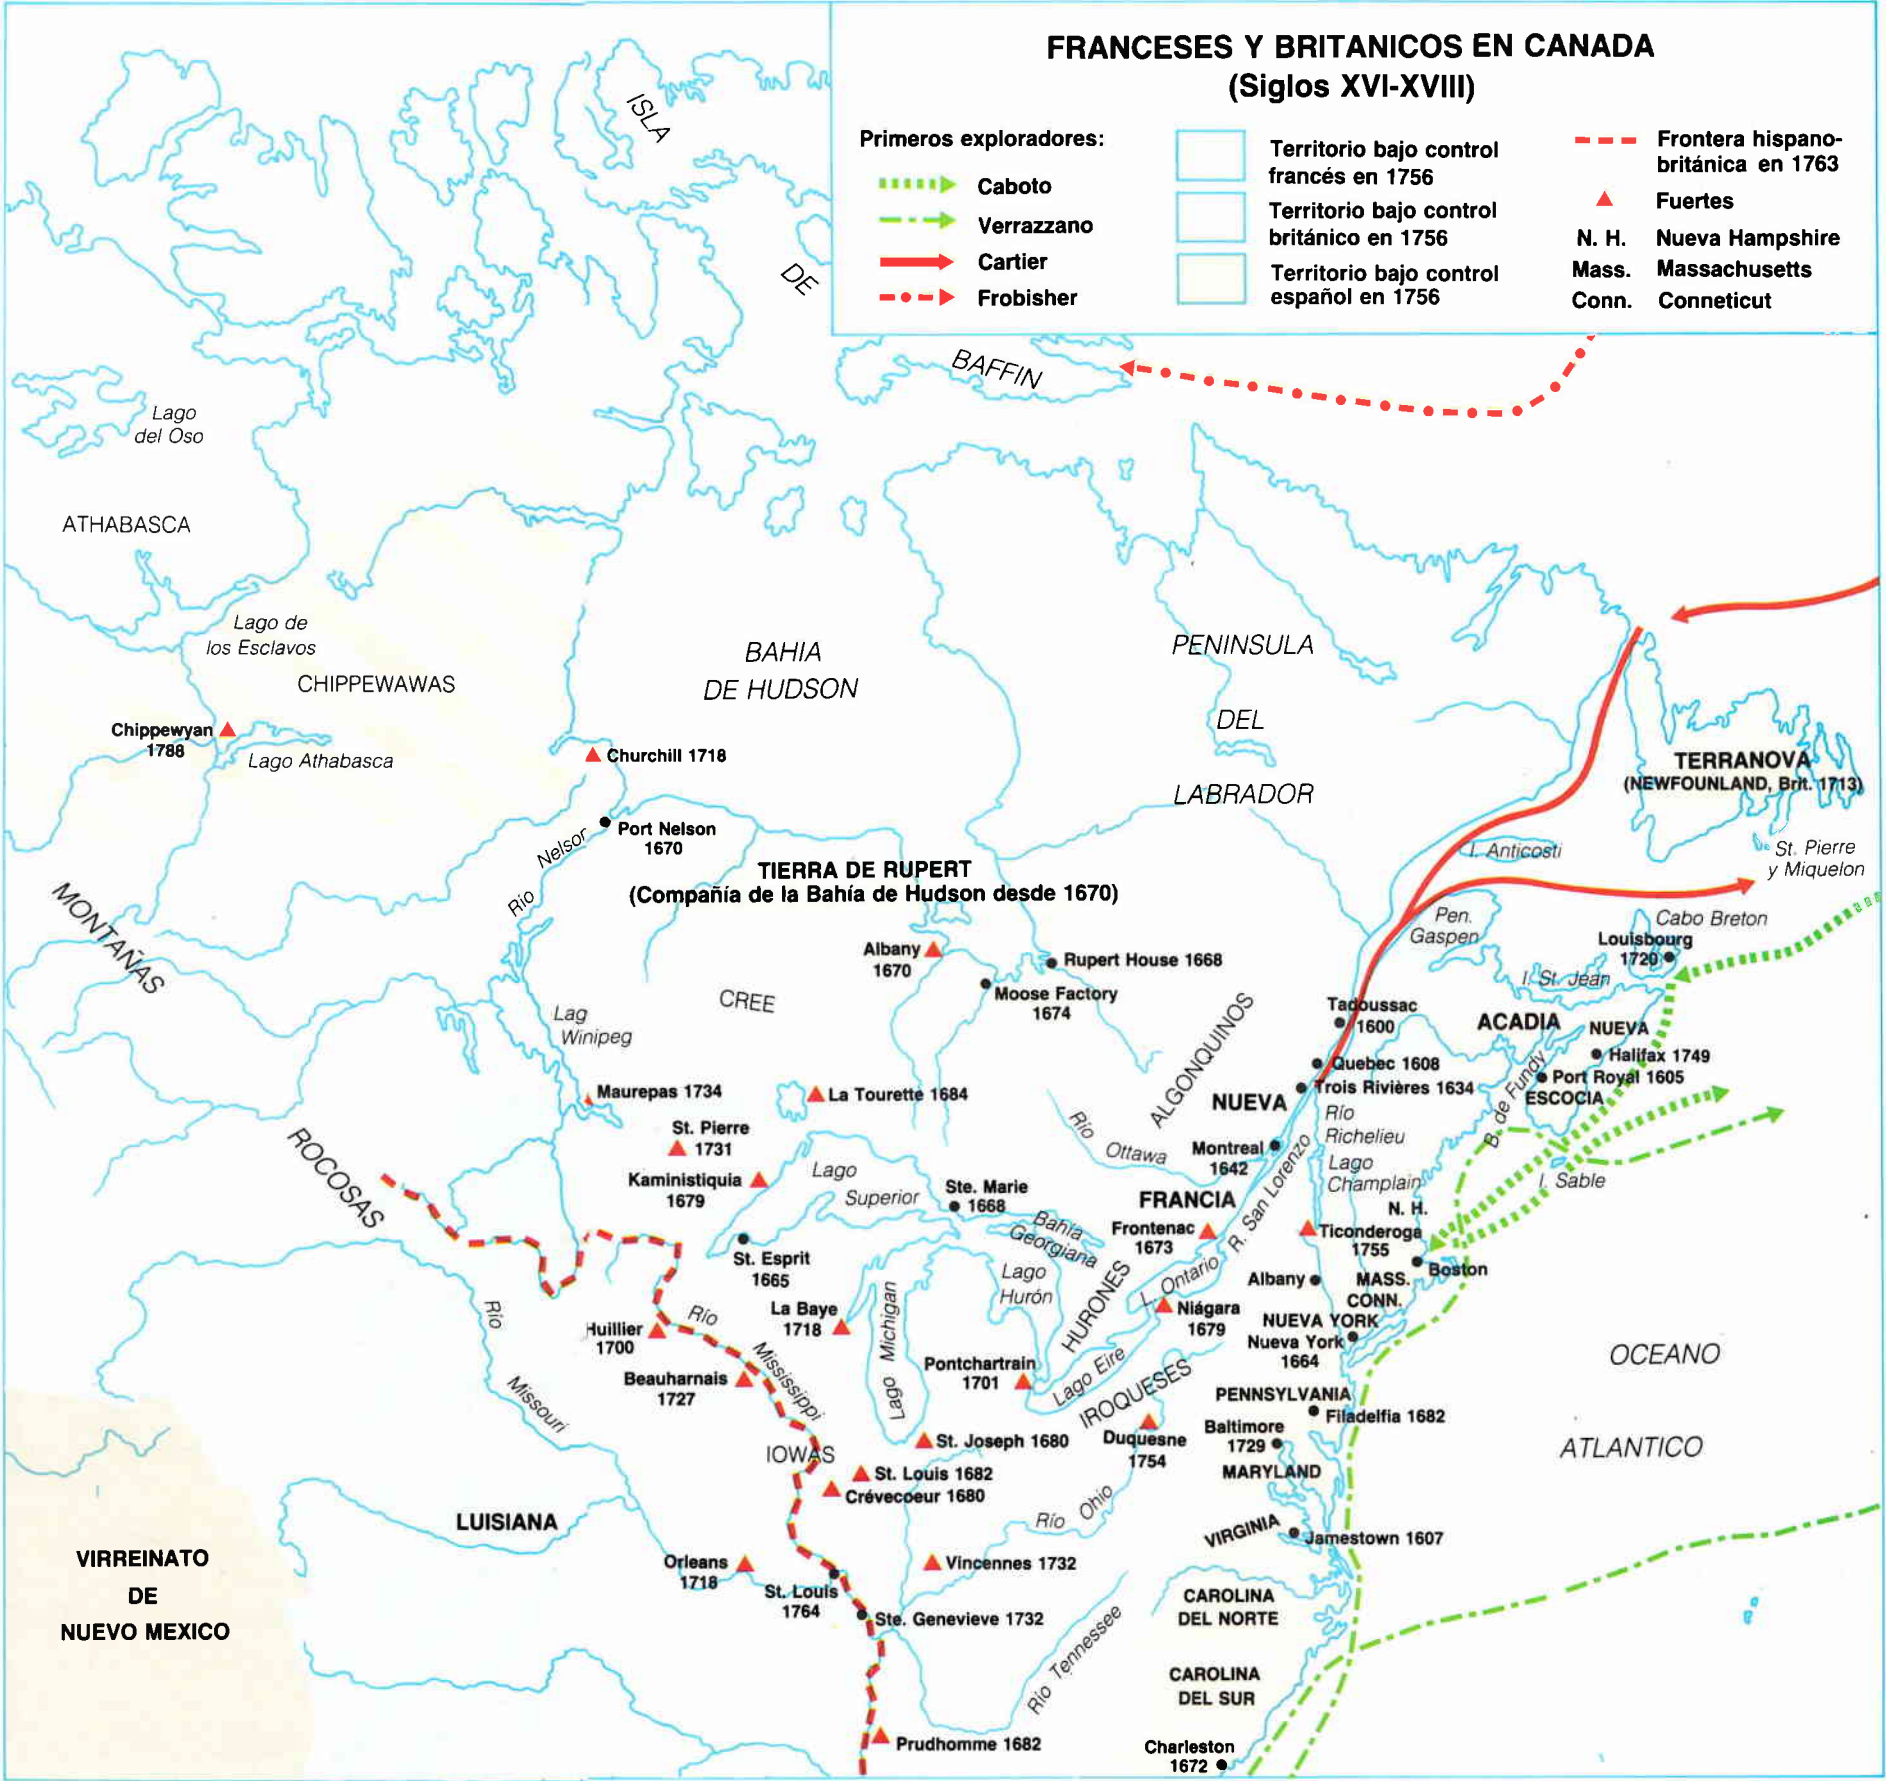 FRANCESES Y BRITANICOS EN CANADA
(Siglos XVI-XVIII)
Primeros exploradores:
Caboto
Verrazzano
Cartier
Frobisher
Territorio bajo control
francés en 1756
Territorio bajo control
británico en 1756
Territorio bajo control
español en 1756
Frontera hispano-
británica en 1763
Fuertes
N. H. Nueva Hampshire
Mass. Massachusetts
Conn. Conneticut
ISLA
DE
BAFFIN
Lago
del Oso
ATHABASCA
Lago de
los Esclavos
CHIPPEWAWAS
Chippewyan
1788
Lago Athabasca
BAHIA
DE HUDSON
PENINSULA
DEL
LABRADOR
Churchill 1718
Port Nelson
1670
Rio Nelsor
TERRANOVA
(NEWFOUNLAND, Brit. 1713)
I. Anticosti
St. Pierre
y Miquelon
TIERRA DE RUPERT
(Compañía de la Bahía de Hudson desde 1670)
MONTAÑAS
ROCOSAS
Pen.
Gaspen
Cabo Breton
Louisbourg
1720
I. St. Jean
Albany
1670
Rupert House 1668
Moose Factory
1674
CREE
Lag
Winipeg
ALGONQUINOS
Tadoussac
1600
ACADIA
NUEVA
Halifax 1749
Port Royal 1605
ESCOCIA
B. de Fundy
Quebec 1608
Trois Rivières 1634
NUEVA
Maurepas 1734
La Tourette 1684
St. Pierre
1731
Kaministiquia
1679
Lago
Superior
Ste. Marie
1668
Río
Ottawa
Montreal
1642
Río
Richelieu
Lago
Champlain
I. Sable
FRANCIA
R. San Lorenzo
N. H.
Frontenac
1673
Ticonderoga
1755
Bahía
Georgiana
St. Esprit
1665
Lago
Hurón
HURONES
L. Ontario
Albany
MASS.
Boston
CONN.
La Baye
1718
Lago Michigan
Niágara
1679
NUEVA YORK
Nueva York
1664
OCEANO
ATLANTICO
Huillier
1700
Río
Mississippi
Río
Missouri
Beauharnais
1727
Pontchartrain
1701
Lago Eire
IROQUESES
PENNSYLVANIA
Filadelfia 1682
Duquesne
1754
Baltimore
1729
MARYLAND
St. Joseph 1680
IOWAS
St. Louis 1682
Crévecoeur 1680
Río Ohio
VIRGINIA
Jamestown 1607
LUISIANA
VIRREINATO
DE
NUEVO MEXICO
Orleans
1718
St. Louis
1764
Vincennes 1732
Ste. Genevieve 1732
Río Tennessee
CAROLINA
DEL NORTE
CAROLINA
DEL SUR
Prudhomme 1682
Charleston
1672